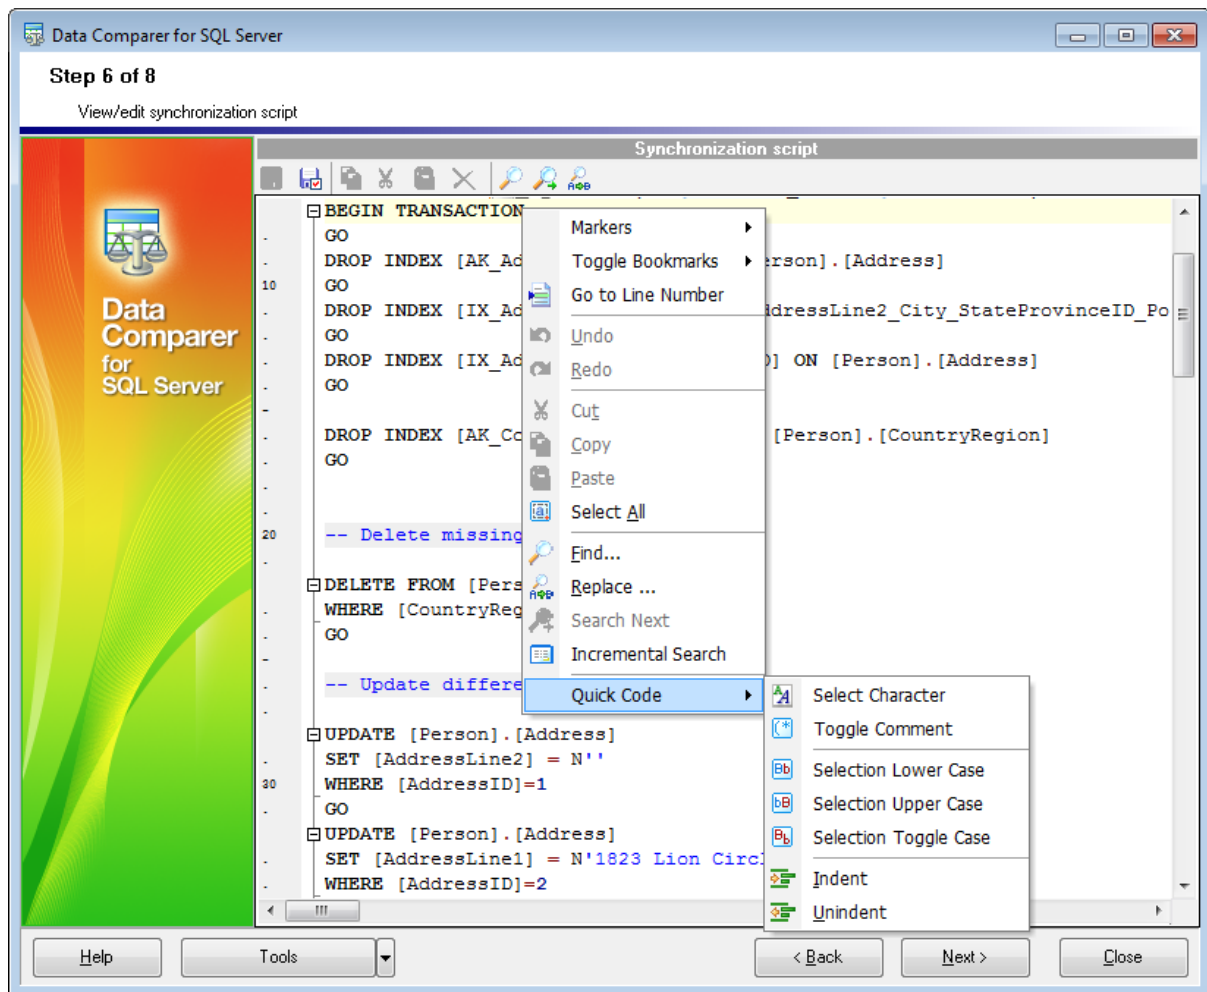 Data Comparer for SQL Server
Step 6 of 8
View/edit synchronization script
Data
Comparer
for
SQL Server
Synchronization script
BEGIN TRANSACTION
GO
DROP INDEX [AK_Ad
erson].[Address]
10 GO
DROP INDEX [IX_Ad
ddressLine2_City_StateProvinceID_Po
GO
DROP INDEX [IX_Ad
] ON [Person].[Address]
GO
DROP INDEX [AK_Co
[Person].[CountryRegion]
GO
20 -- Delete missing
DELETE FROM [Pers
WHERE [CountryReg
GO
-- Update differe
UPDATE [Person].[Address]
SET [AddressLine2] = N''
30 WHERE [AddressID]=1
GO
UPDATE [Person].[Address]
SET [AddressLine1] = N'1823 Lion Circl
WHERE [AddressID]=2
Markers
Toggle Bookmarks
Go to Line Number
Undo
Redo
Cut
Copy
Paste
Select All
Find...
Replace ...
Search Next
Incremental Search
Quick Code
Select Character
Toggle Comment
Selection Lower Case
Selection Upper Case
Selection Toggle Case
Indent
Unindent
Help
Tools
< Back
Next >
Close